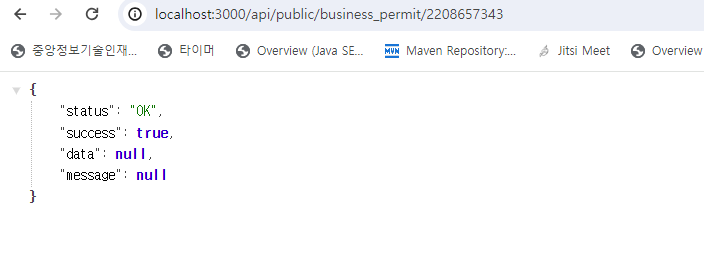 localhost:3000/api/public/business_permit/2208657343
중앙정보기술인재... 타이머 Overview (Java SE... MVN Maven Repository:... Jitsi Meet Overview
{
"status": "OK",
"success": true,
"data": null,
"message": null
}